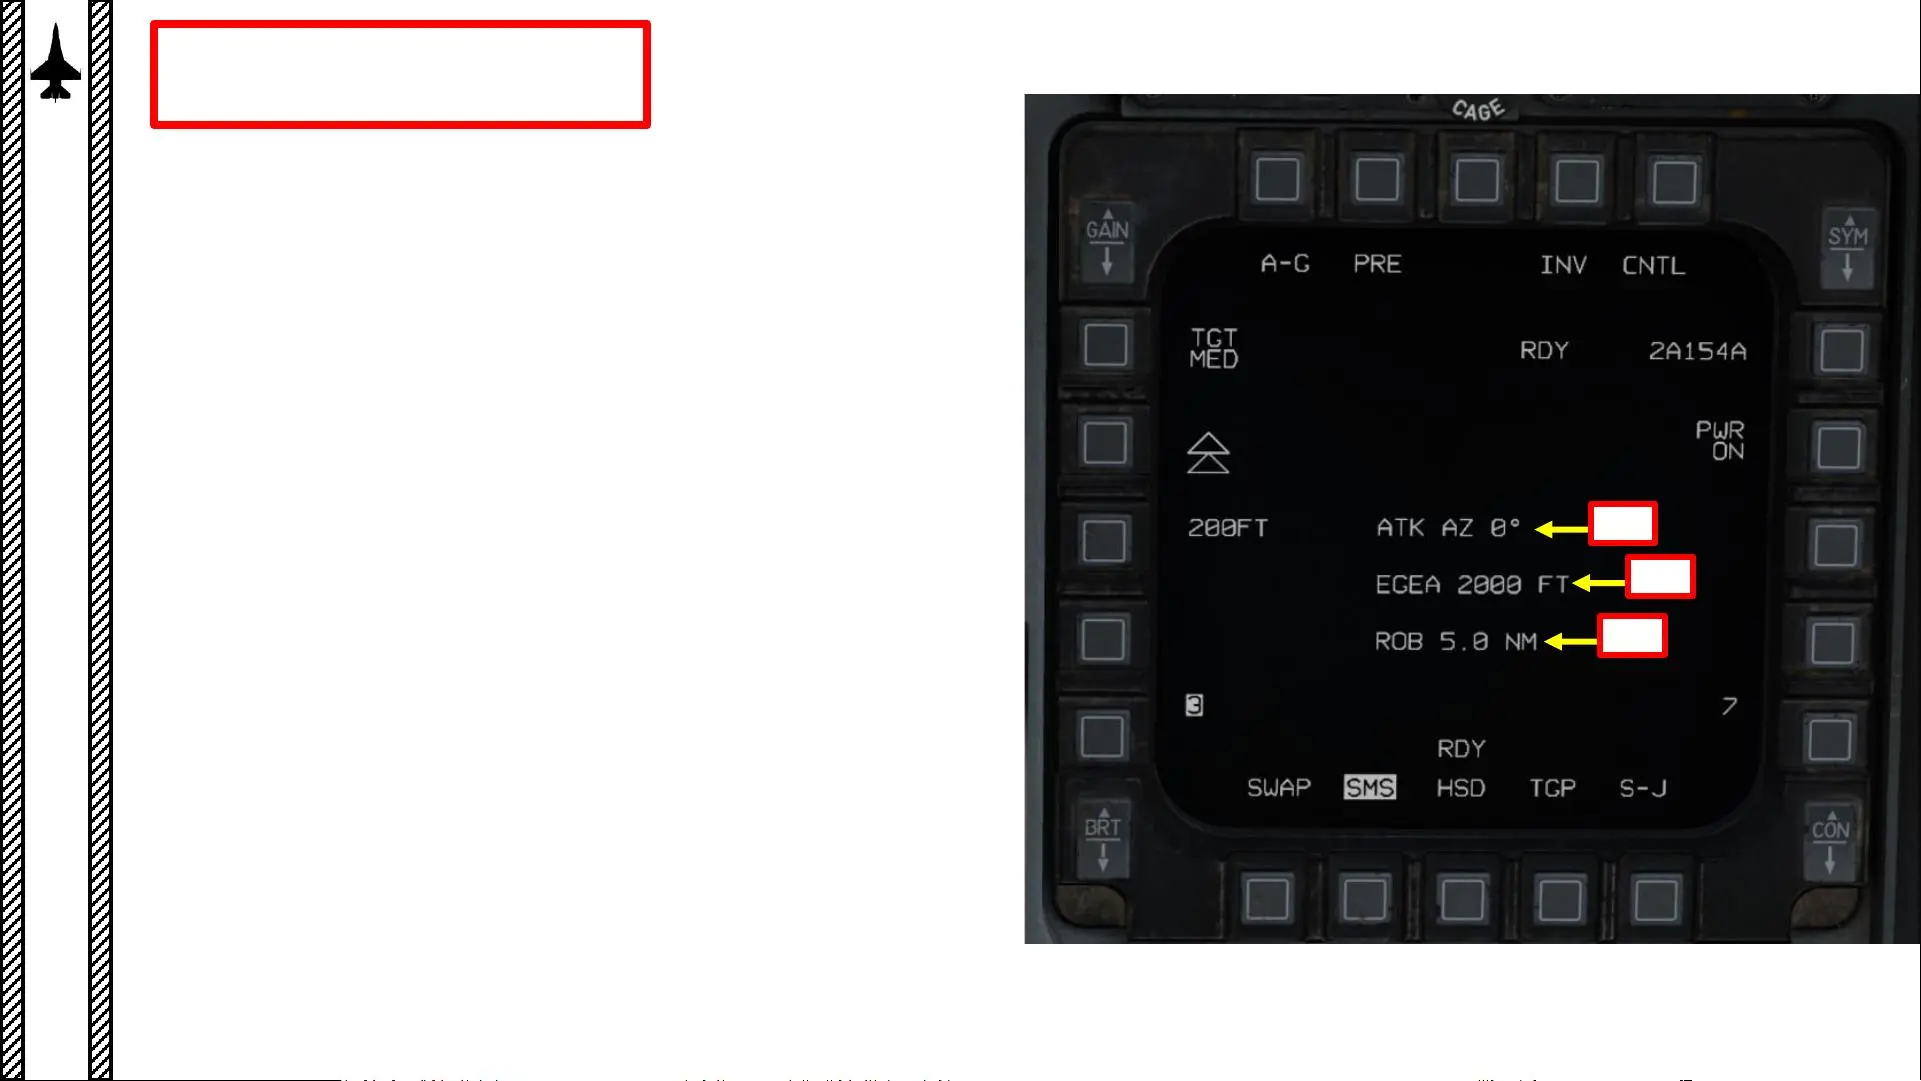 CAGE
GAIN
SYM
A-G PRE INV CNTL
TGT
MED
RDY 2A154A
PWR
ON
200FT ATK AZ 0°
EGEA 2000 FT
ROB 5.0 NM
3 7
RDY
SWAP SMS HSD TGP S-J
BRT
CON